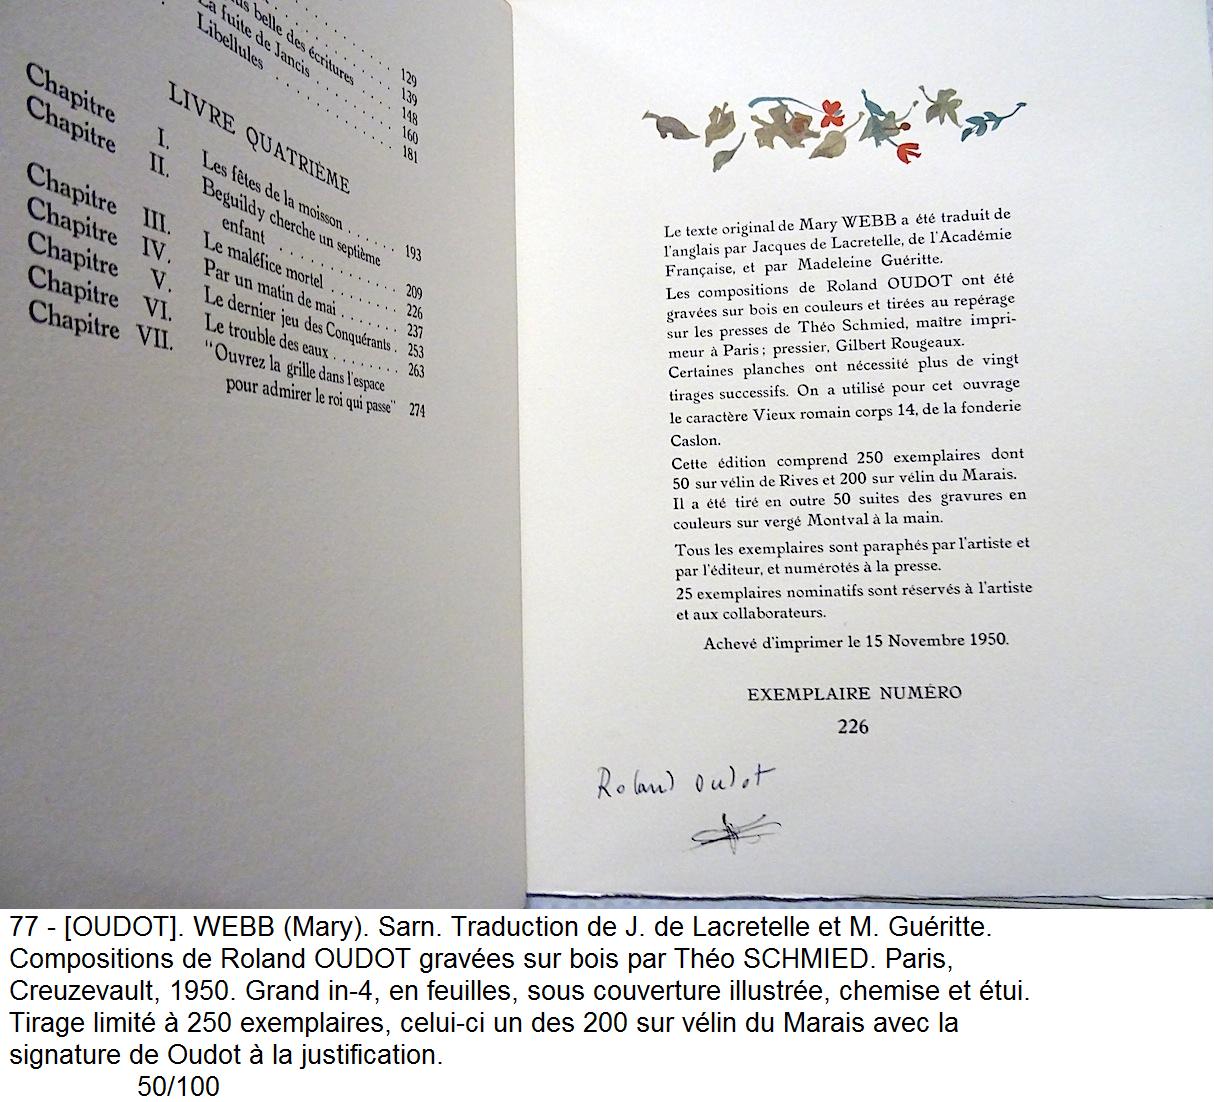 us belle des écritures . . . . 129
La fuite de Jancis . . . . . . . 139
Libellules . . . . . . . . . 148
160
181
LIVRE QUATRIÈME
Chapitre I. Les fêtes de la moisson . . . . . . 193
Chapitre II. Beguildy cherche un septième
enfant . . . . . . . . . . . 209
Chapitre III. Le maléfice mortel . . . . . . . . 226
Chapitre IV. Par un matin de mai . . . . . . . 237
Chapitre V. Le dernier jeu des Conquérants . 253
Chapitre VI. Le trouble des eaux . . . . . . . . 263
Chapitre VII. "Ouvrez la grille dans l'espace
pour admirer le roi qui passe" 274
Le texte original de Mary WEBB a été traduit de
l'anglais par Jacques de Lacretelle, de l'Académie
Française, et par Madeleine Guéritte.
Les compositions de Roland OUDOT ont été
gravées sur bois en couleurs et tirées au repérage
sur les presses de Théo Schmied, maître impri-
meur à Paris ; pressier, Gilbert Rougeaux.
Certaines planches ont nécessité plus de vingt
tirages successifs. On a utilisé pour cet ouvrage
le caractère Vieux romain corps 14, de la fonderie
Caslon.
Cette édition comprend 250 exemplaires dont
50 sur vélin de Rives et 200 sur vélin du Marais.
Il a été tiré en outre 50 suites des gravures en
couleurs sur vergé Montval à la main.
Tous les exemplaires sont paraphés par l'artiste et
par l'éditeur, et numérotés à la presse.
25 exemplaires nominatifs sont réservés à l'artiste
et aux collaborateurs.
Achevé d'imprimer le 15 Novembre 1950.
EXEMPLAIRE NUMÉRO
226
Roland Oudot
77 - [OUDOT]. WEBB (Mary). Sarn. Traduction de J. de Lacretelle et M. Guéritte.
Compositions de Roland OUDOT gravées sur bois par Théo SCHMIED. Paris,
Creuzevault, 1950. Grand in-4, en feuilles, sous couverture illustrée, chemise et étui.
Tirage limité à 250 exemplaires, celui-ci un des 200 sur vélin du Marais avec la
signature de Oudot à la justification.
50/100